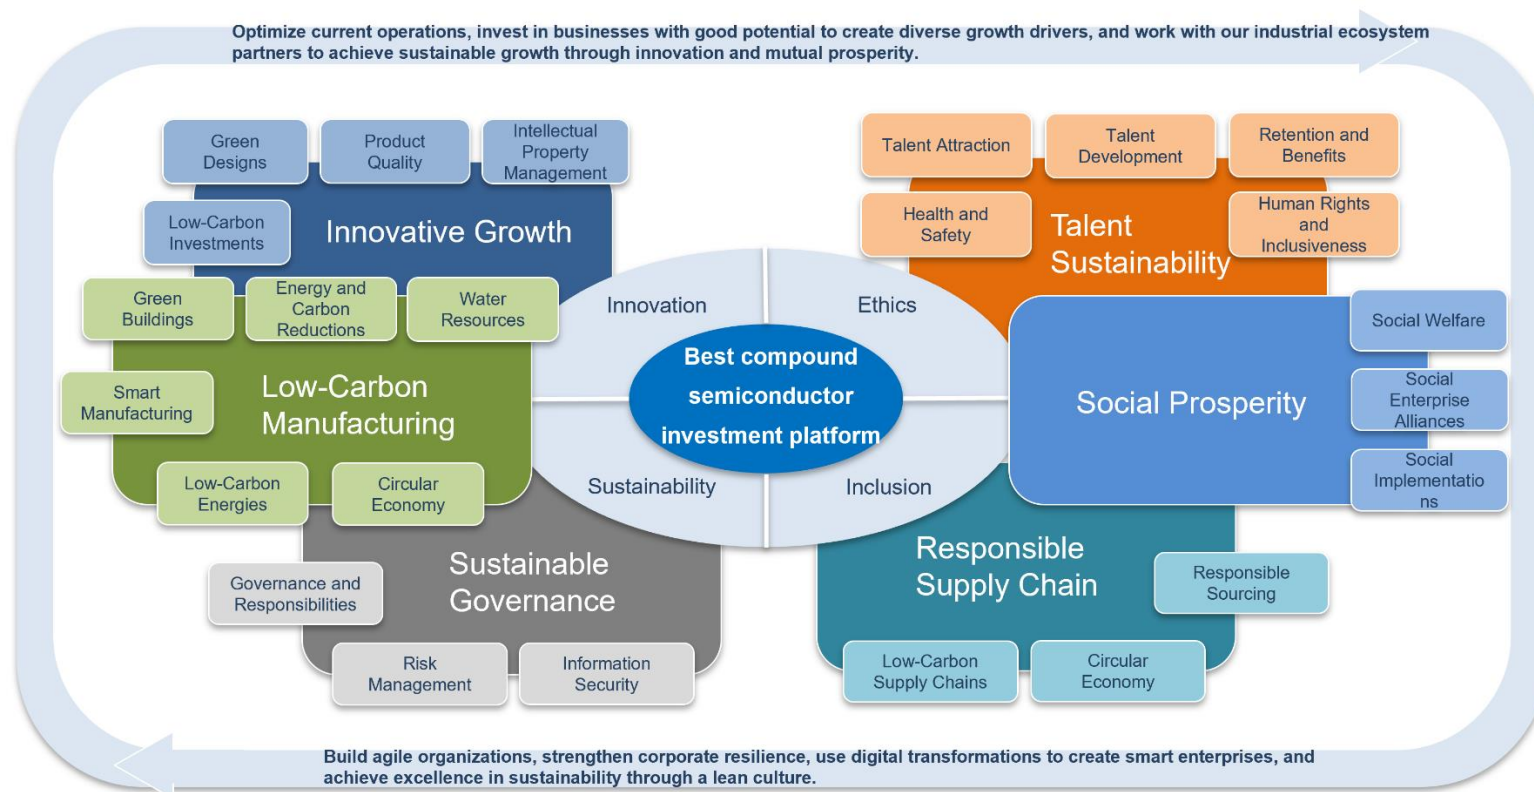 Optimize current operations, invest in businesses with good potential to create diverse growth drivers, and work with our industrial ecosystem
partners to achieve sustainable growth through innovation and mutual prosperity.
Green
Designs
Product
Quality
Intellectual
Property
Management
Low-Carbon
Investments
Innovative Growth
Talent Attraction
Talent
Development
Retention and
Benefits
Health and
Safety
Human Rights
and
Inclusiveness
Talent
Sustainability
Green
Buildings
Energy and
Carbon
Reductions
Water
Resources
Smart
Manufacturing
Low-Carbon
Manufacturing
Low-Carbon
Energies
Circular
Economy
Innovation
Ethics
Best compound
semiconductor
investment platform
Sustainability
Inclusion
Social Prosperity
Social Welfare
Social
Enterprise
Alliances
Social
Implementatio
ns
Sustainable
Governance
Governance and
Responsibilities
Risk
Management
Information
Security
Responsible
Supply Chain
Responsible
Sourcing
Low-Carbon
Supply Chains
Circular
Economy
Build agile organizations, strengthen corporate resilience, use digital transformations to create smart enterprises, and
achieve excellence in sustainability through a lean culture.